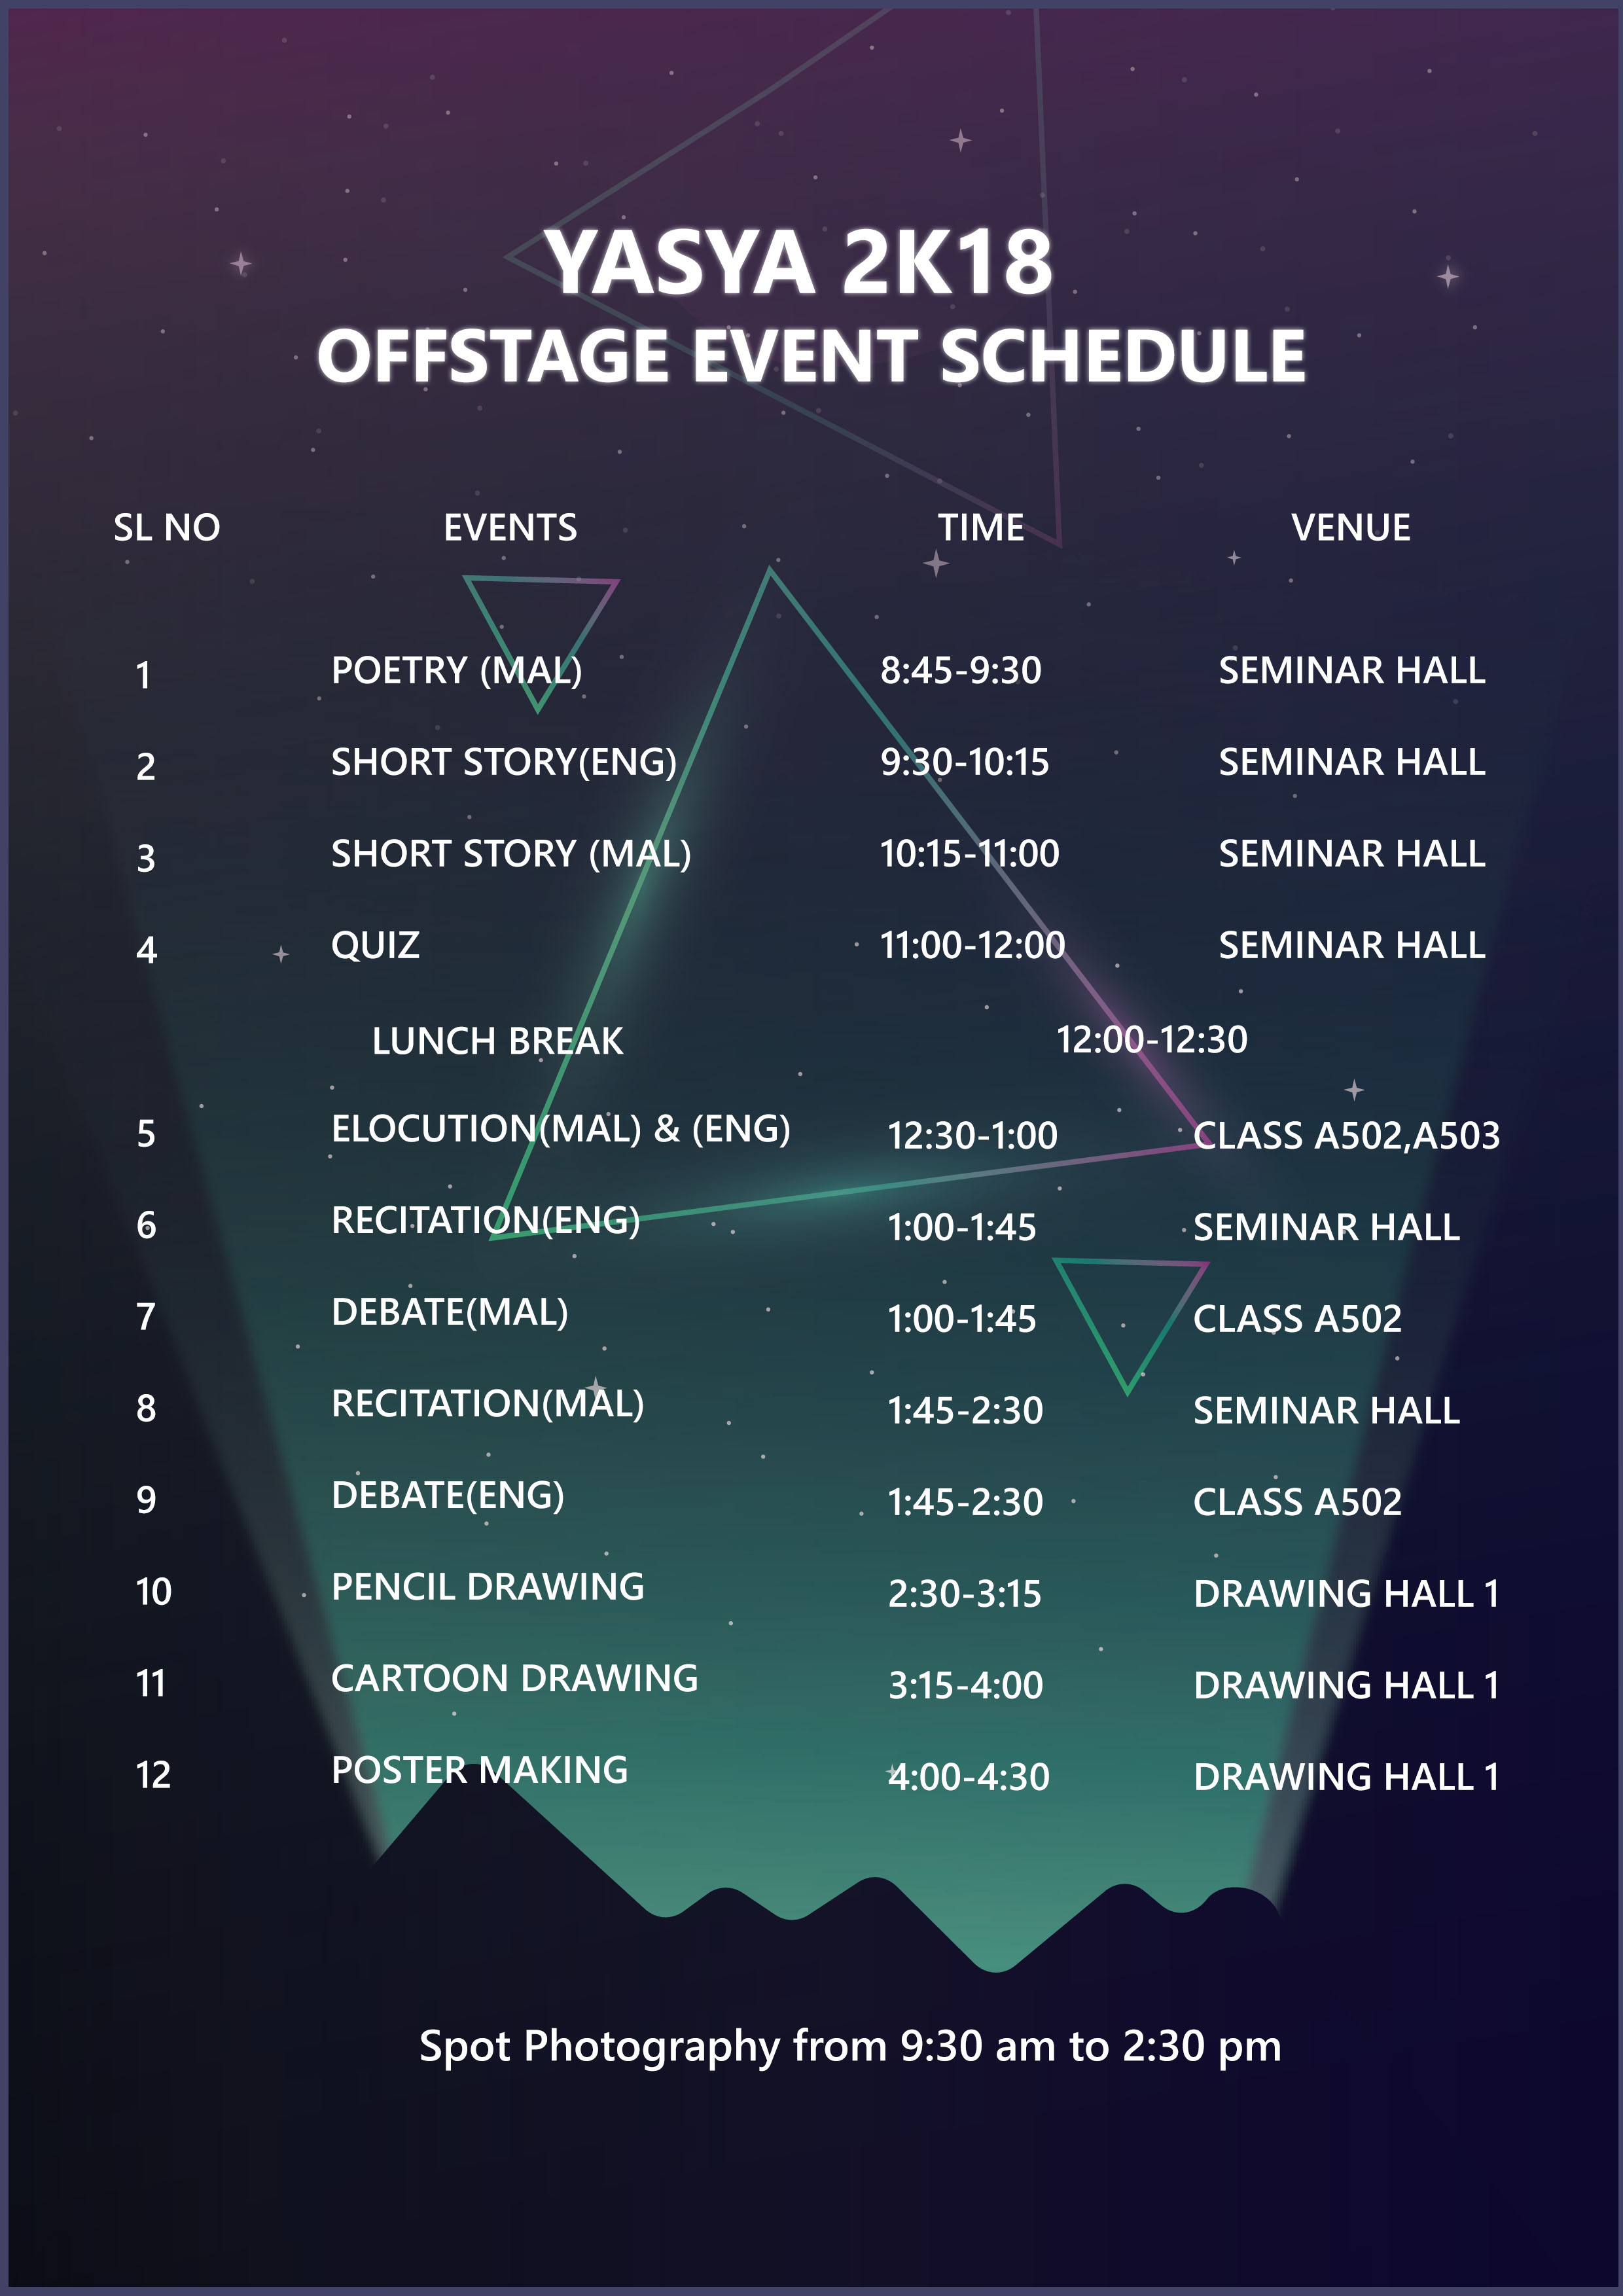 YASYA 2K18
OFFSTAGE EVENT SCHEDULE
SL NO EVENTS TIME VENUE
1 POETRY (MAL) 8:45-9:30 SEMINAR HALL
2 SHORT STORY(ENG) 9:30-10:15 SEMINAR HALL
3 SHORT STORY (MAL) 10:15-11:00 SEMINAR HALL
4 QUIZ 11:00-12:00 SEMINAR HALL
LUNCH BREAK 12:00-12:30
5 ELOCUTION(MAL) & (ENG) 12:30-1:00 CLASS A502,A503
6 RECITATION(ENG) 1:00-1:45 SEMINAR HALL
7 DEBATE(MAL) 1:00-1:45 CLASS A502
8 RECITATION(MAL) 1:45-2:30 SEMINAR HALL
9 DEBATE(ENG) 1:45-2:30 CLASS A502
10 PENCIL DRAWING 2:30-3:15 DRAWING HALL 1
11 CARTOON DRAWING 3:15-4:00 DRAWING HALL 1
12 POSTER MAKING 4:00-4:30 DRAWING HALL 1
Spot Photography from 9:30 am to 2:30 pm